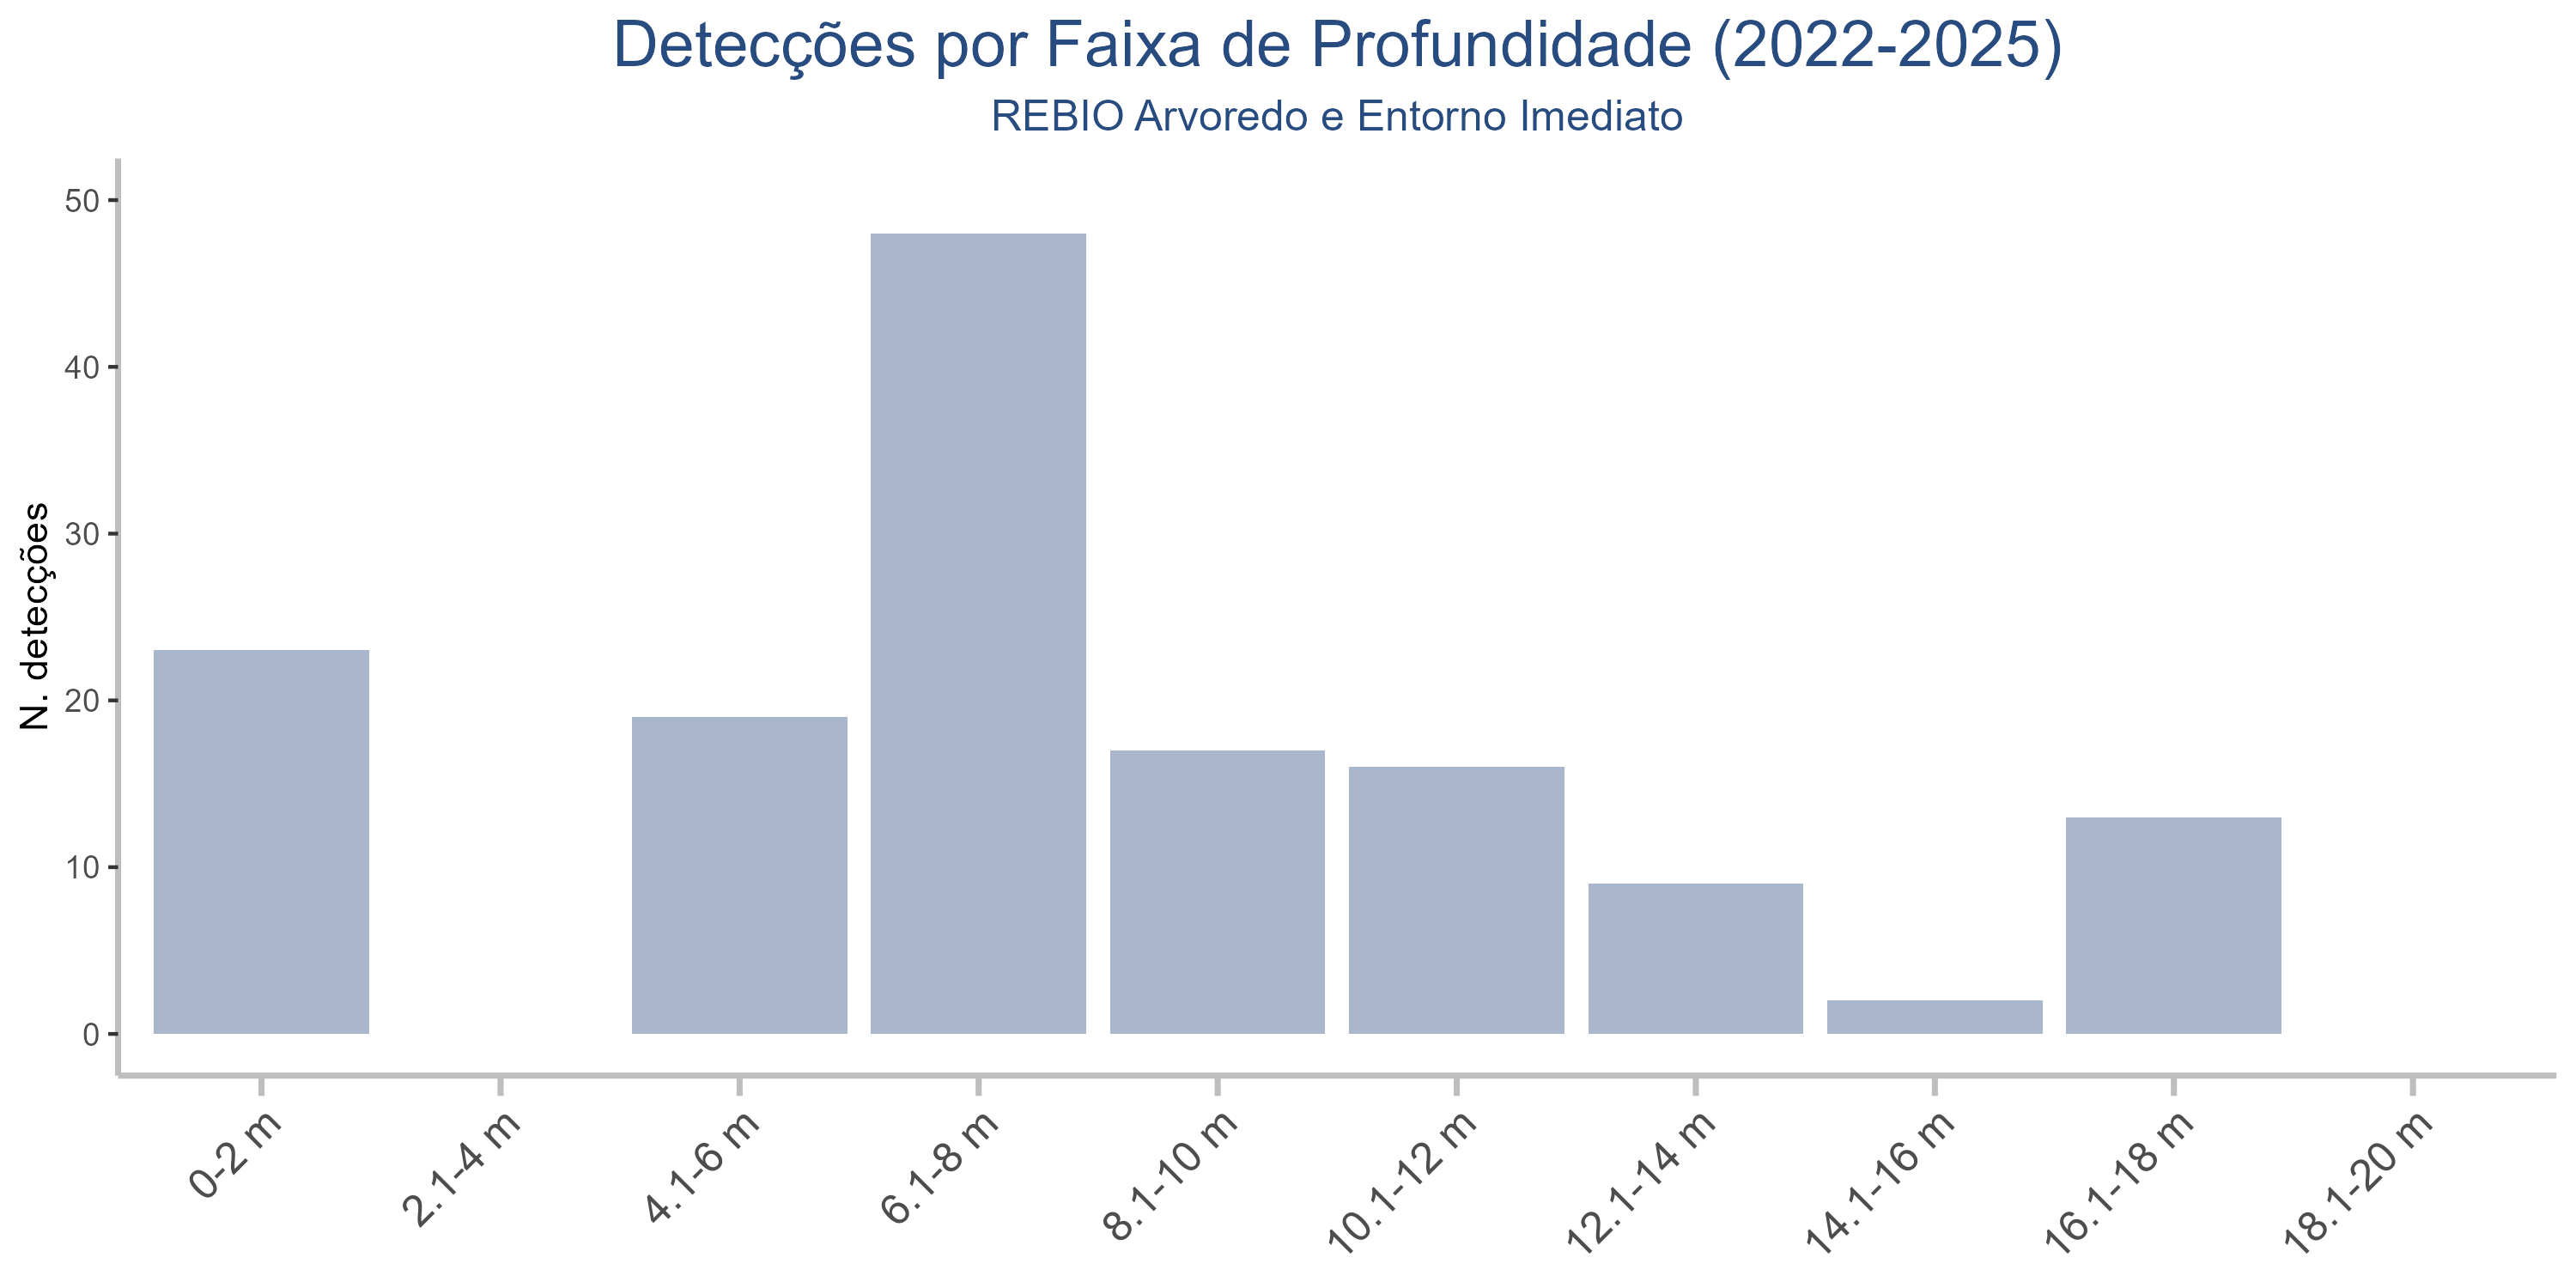 Detecções por Faixa de Profundidade (2022-2025)
REBIO Arvoredo e Entorno Imediato
N. detecções
50
40
30
20
10
0
0-2 m
2.1-4 m
4.1-6 m
6.1-8 m
8.1-10 m
10.1-12 m
12.1-14 m
14.1-16 m
16.1-18 m
18.1-20 m